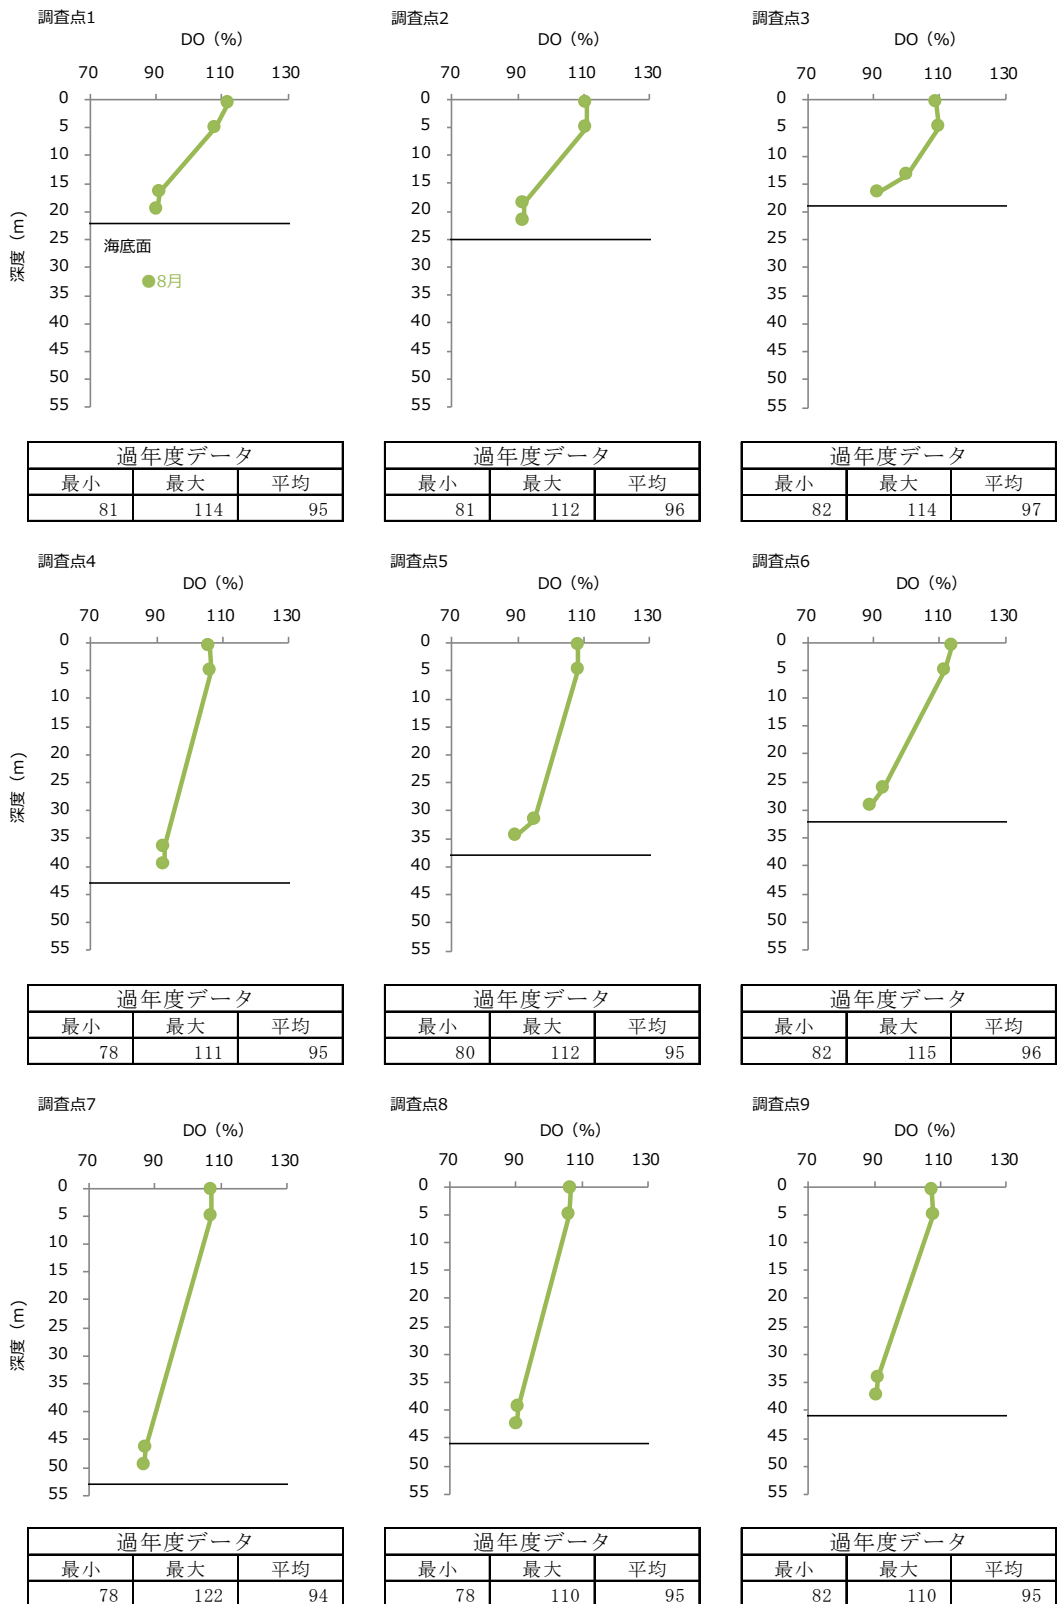 調査点1
DO（%）
70 90 110 130
0
5
10
15
20
25
30
35
40
45
50
55
深度（m）
海底面
8月
過年度データ
最小 最大 平均
81 114 95
調査点2
DO（%）
70 90 110 130
0
5
10
15
20
25
30
35
40
45
50
55
過年度データ
最小 最大 平均
81 112 96
調査点3
DO（%）
70 90 110 130
0
5
10
15
20
25
30
35
40
45
50
55
過年度データ
最小 最大 平均
82 114 97
調査点4
DO（%）
70 90 110 130
0
5
10
15
20
25
30
35
40
45
50
55
深度（m）
過年度データ
最小 最大 平均
78 111 95
調査点5
DO（%）
70 90 110 130
0
5
10
15
20
25
30
35
40
45
50
55
過年度データ
最小 最大 平均
80 112 95
調査点6
DO（%）
70 90 110 130
0
5
10
15
20
25
30
35
40
45
50
55
過年度データ
最小 最大 平均
82 115 96
調査点7
DO（%）
70 90 110 130
0
5
10
15
20
25
30
35
40
45
50
55
深度（m）
過年度データ
最小 最大 平均
78 122 94
調査点8
DO（%）
70 90 110 130
0
5
10
15
20
25
30
35
40
45
50
55
過年度データ
最小 最大 平均
78 110 95
調査点9
DO（%）
70 90 110 130
0
5
10
15
20
25
30
35
40
45
50
55
過年度データ
最小 最大 平均
82 110 95